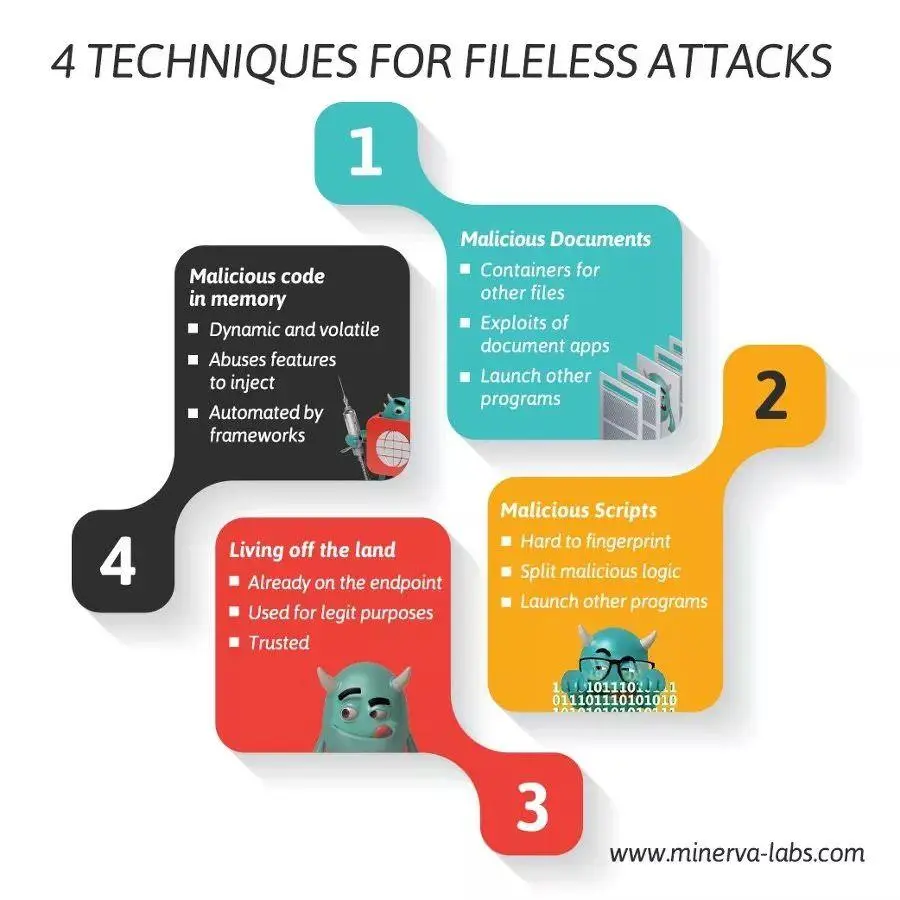 4 TECHNIQUES FOR FILELESS ATTACKS
1
Malicious Documents
Containers for
other files
Exploits of
document apps
Launch other
programs
2
Malicious Scripts
Hard to fingerprint
Split malicious logic
Launch other programs
01110111010101010
3
Living off the land
Already on the endpoint
Used for legit purposes
Trusted
4
Malicious code
in memory
Dynamic and volatile
Abuses features
to inject
Automated by
frameworks
www.minerva-labs.com